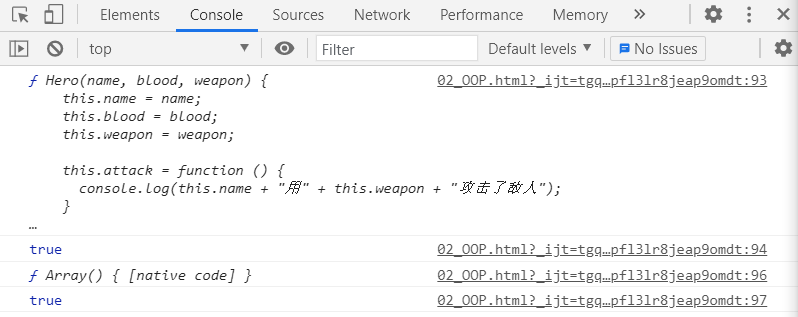 Elements Console Sources Network Performance Memory »
top Filter Default levels ▼ No Issues
ƒ Hero(name, blood, weapon) { 02_OOP.html?_ijt=tgq…pfl3lr8jeap9omdt:93
this.name = name;
this.blood = blood;
this.weapon = weapon;
this.attack = function () {
console.log(this.name + "用" + this.weapon + "攻击了敌人");
}
…
true 02_OOP.html?_ijt=tgq…pfl3lr8jeap9omdt:94
ƒ Array() { [native code] } 02_OOP.html?_ijt=tgq…pfl3lr8jeap9omdt:96
true 02_OOP.html?_ijt=tgq…pfl3lr8jeap9omdt:97